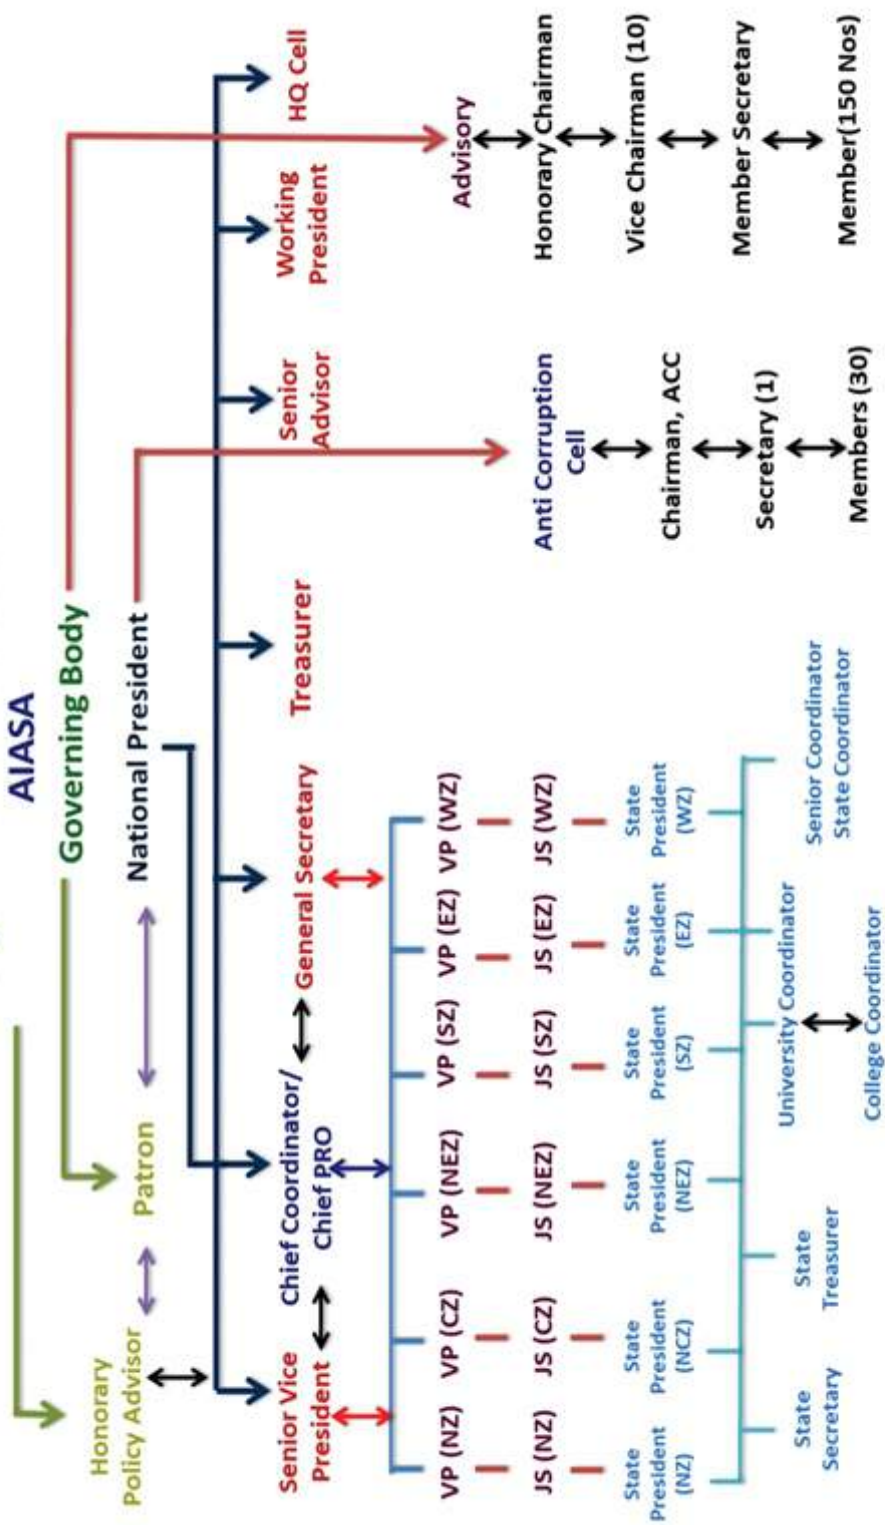 AIASA
Governing Body
Honorary
Policy Advisor
Patron
National President
Senior Vice
President
Chief Coordinator/
Chief PRO
General Secretary
Treasurer
Senior
Advisor
Working
President
HQ Cell
VP (NZ)
VP (CZ)
VP (NEZ)
VP (SZ)
VP (EZ)
VP (WZ)
JS (NZ)
JS (CZ)
JS (NEZ)
JS (SZ)
JS (EZ)
JS (WZ)
State
President
(NZ)
State
President
(NCZ)
State
President
(NEZ)
State
President
(SZ)
State
President
(EZ)
State
President
(WZ)
State
Secretary
State
Treasurer
University Coordinator
College Coordinator
Senior Coordinator
State Coordinator
Anti Corruption
Cell
Chairman, ACC
Secretary (1)
Members (30)
Advisory
Honorary Chairman
Vice Chairman (10)
Member Secretary
Member(150 Nos)